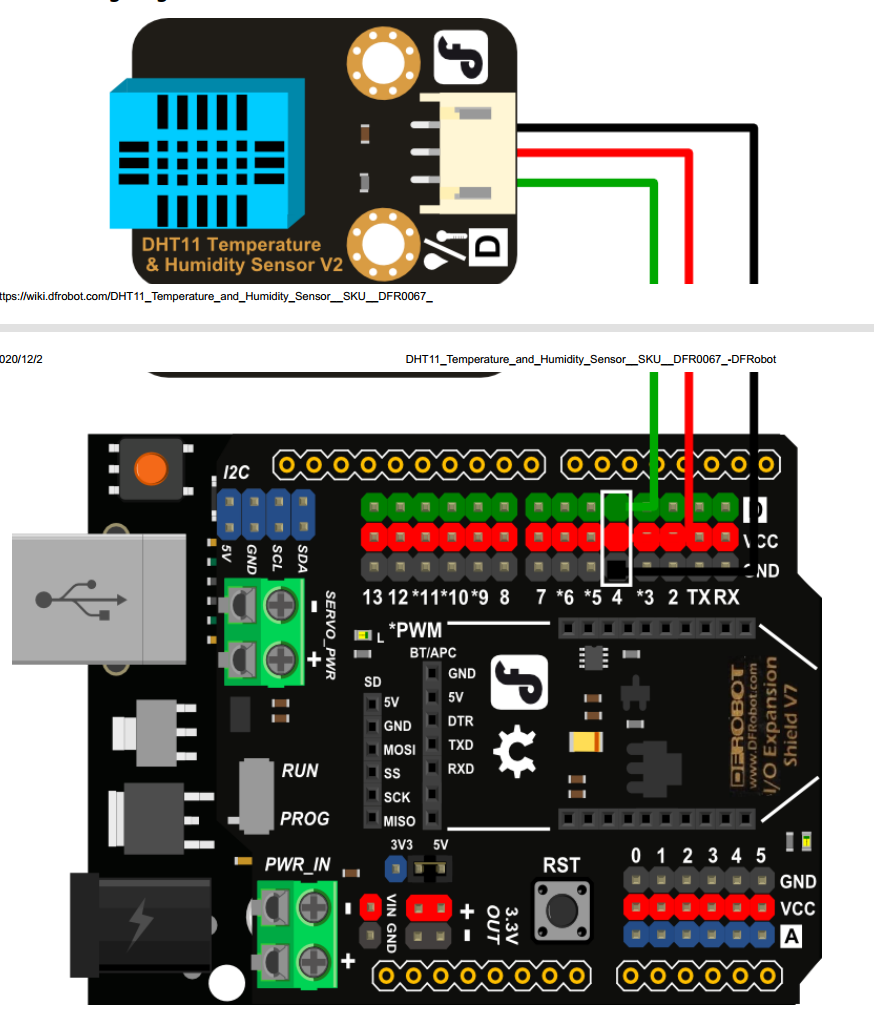 DHT11 Temperature
& Humidity Sensor V2
%
D
ttps://wiki.dfrobot.com/DHT11_Temperature_and_Humidity_Sensor__SKU__DFR0067_
020/12/2
DHT11_Temperature_and_Humidity_Sensor__SKU__DFR0067_-DFRobot
I2C
D
VCC
GND
5V
GND
SCL
SDA
13 12 *11 *10 *9 8
7 *6 *5 4 *3 2 TX RX
- +
SERVO_PWR
L
*PWM
BT/APC
GND
5V
DTR
TXD
RXD
SD
5V
GND
MOSI
SS
SCK
MISO
DFROBOT
www.DFRobot.com
I/O Expansion
Shield V7
RUN
PROG
3V3 5V
PWR_IN
- +
VIN GND
+ -
3.3V
OUT
RST
0 1 2 3 4 5
GND
VCC
A